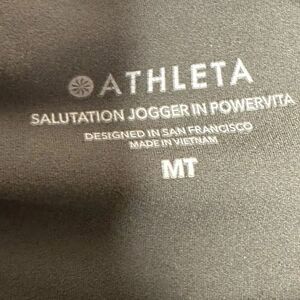 ATHLETA
SALUTATION JOGGER IN POWERVITA
DESIGNED IN SAN FRANCISCO
MADE IN VIETNAM
MT